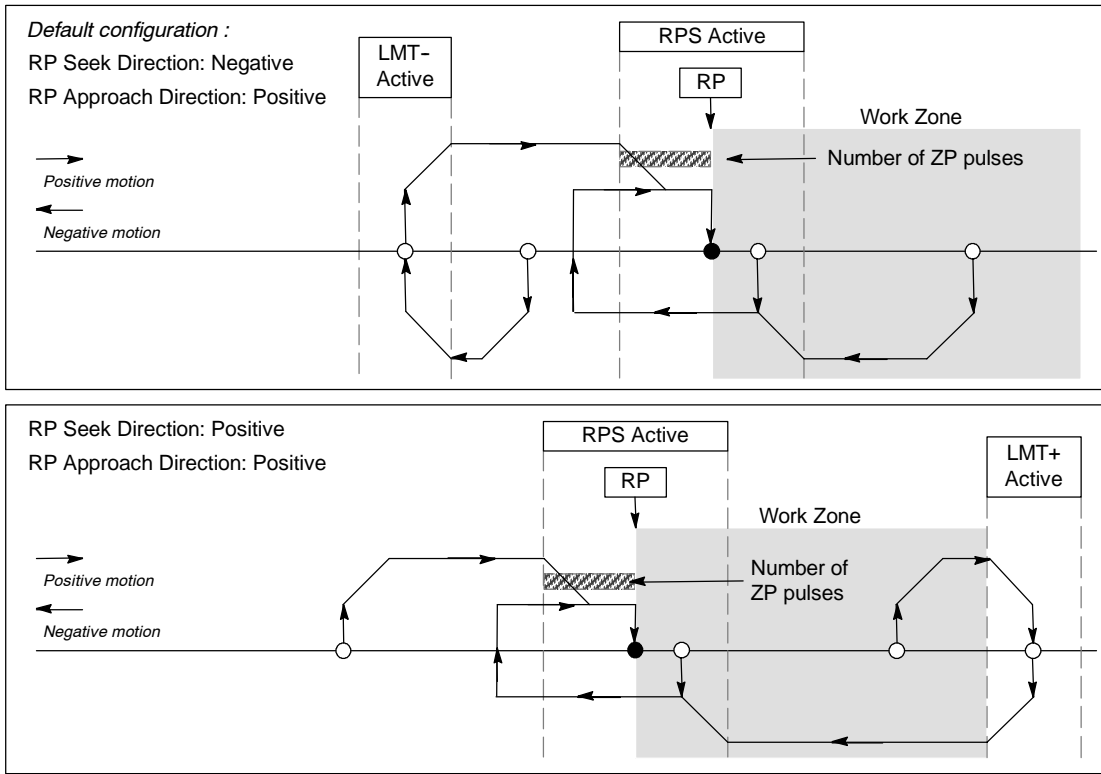 Default configuration :
RP Seek Direction: Negative
RP Approach Direction: Positive
LMT-
Active
RPS Active
RP
Work Zone
Number of ZP pulses
Positive motion
Negative motion
RP Seek Direction: Positive
RP Approach Direction: Positive
RPS Active
RP
LMT+
Active
Work Zone
Number of
ZP pulses
Positive motion
Negative motion